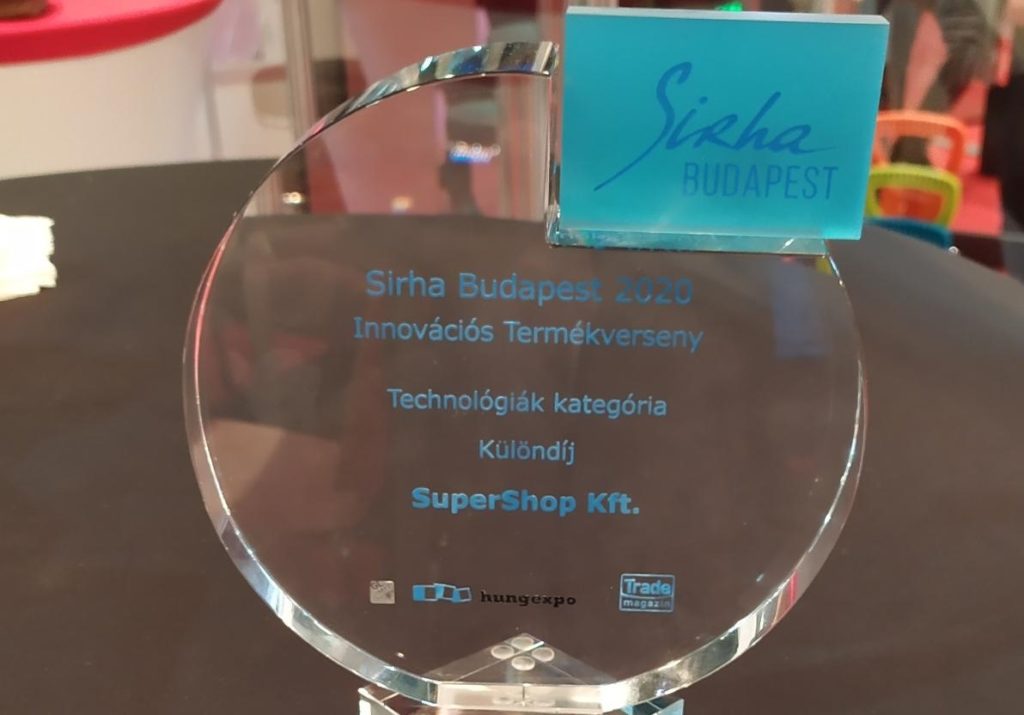 Sirha
BUDAPEST
Sirha Budapest 2020
Innovációs Termékverseny
Technológiák kategória
Különdíj
SuperShop Kft.
hungexpo
Trade
magazin